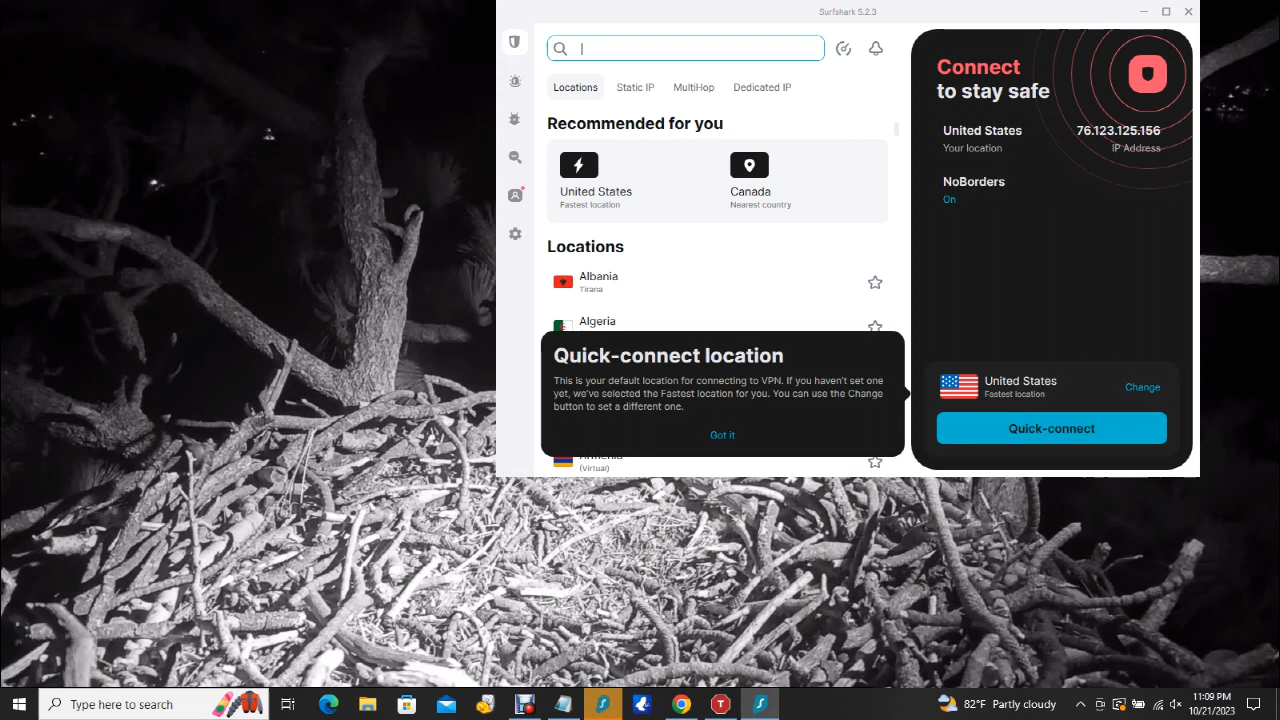 Surfshark 5.2.3
Locations
Static IP
MultiHop
Dedicated IP
Recommended for you
United States
Fastest location
Canada
Nearest country
Locations
Albania
Tirana
Algeria
Quick-connect location
This is your default location for connecting to VPN. If you haven't set one
yet, we've selected the Fastest location for you. You can use the Change
button to set a different one.
Got it
Armenia
(Virtual)
Connect
to stay safe
United States
76.123.125.156
Your location
IP Address
NoBorders
On
United States
Fastest location
Change
Quick-connect
Type here to search
82°F Partly cloudy
11:09 PM
10/21/2023